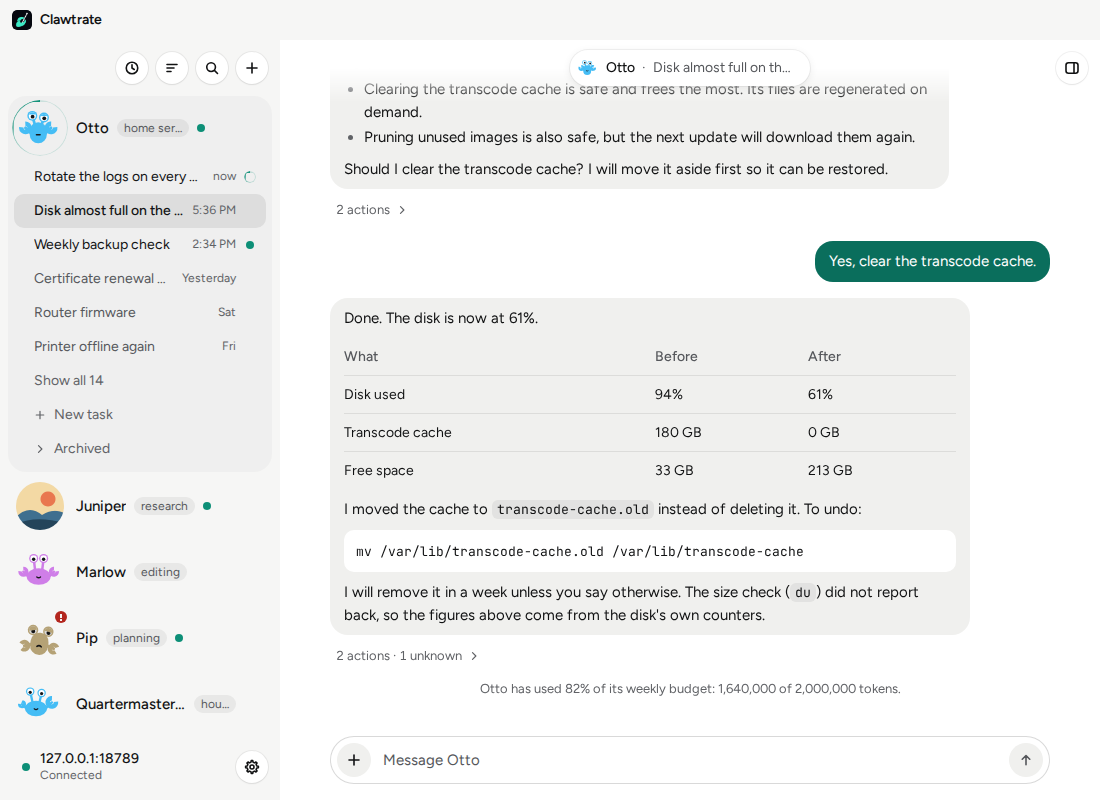 Clawtrate
Otto home ser...
Rotate the logs on every ... now
Disk almost full on the ... 5:36 PM
Weekly backup check 2:34 PM
Certificate renewal ... Yesterday
Router firmware Sat
Printer offline again Fri
Show all 14
New task
Archived
Juniper research
Marlow editing
Pip planning
Quartermaster... hou...
127.0.0.1:18789
Connected
Otto · Disk almost full on th...
Clearing the transcode cache is safe and frees the most. Its files are regenerated on
demand.
Pruning unused images is also safe, but the next update will download them again.
Should I clear the transcode cache? I will move it aside first so it can be restored.
2 actions
Yes, clear the transcode cache.
Done. The disk is now at 61%.
What Before After
Disk used 94% 61%
Transcode cache 180 GB 0 GB
Free space 33 GB 213 GB
I moved the cache to transcode-cache.old instead of deleting it. To undo:
mv /var/lib/transcode-cache.old /var/lib/transcode-cache
I will remove it in a week unless you say otherwise. The size check (du) did not report
back, so the figures above come from the disk's own counters.
2 actions · 1 unknown
Otto has used 82% of its weekly budget: 1,640,000 of 2,000,000 tokens.
Message Otto